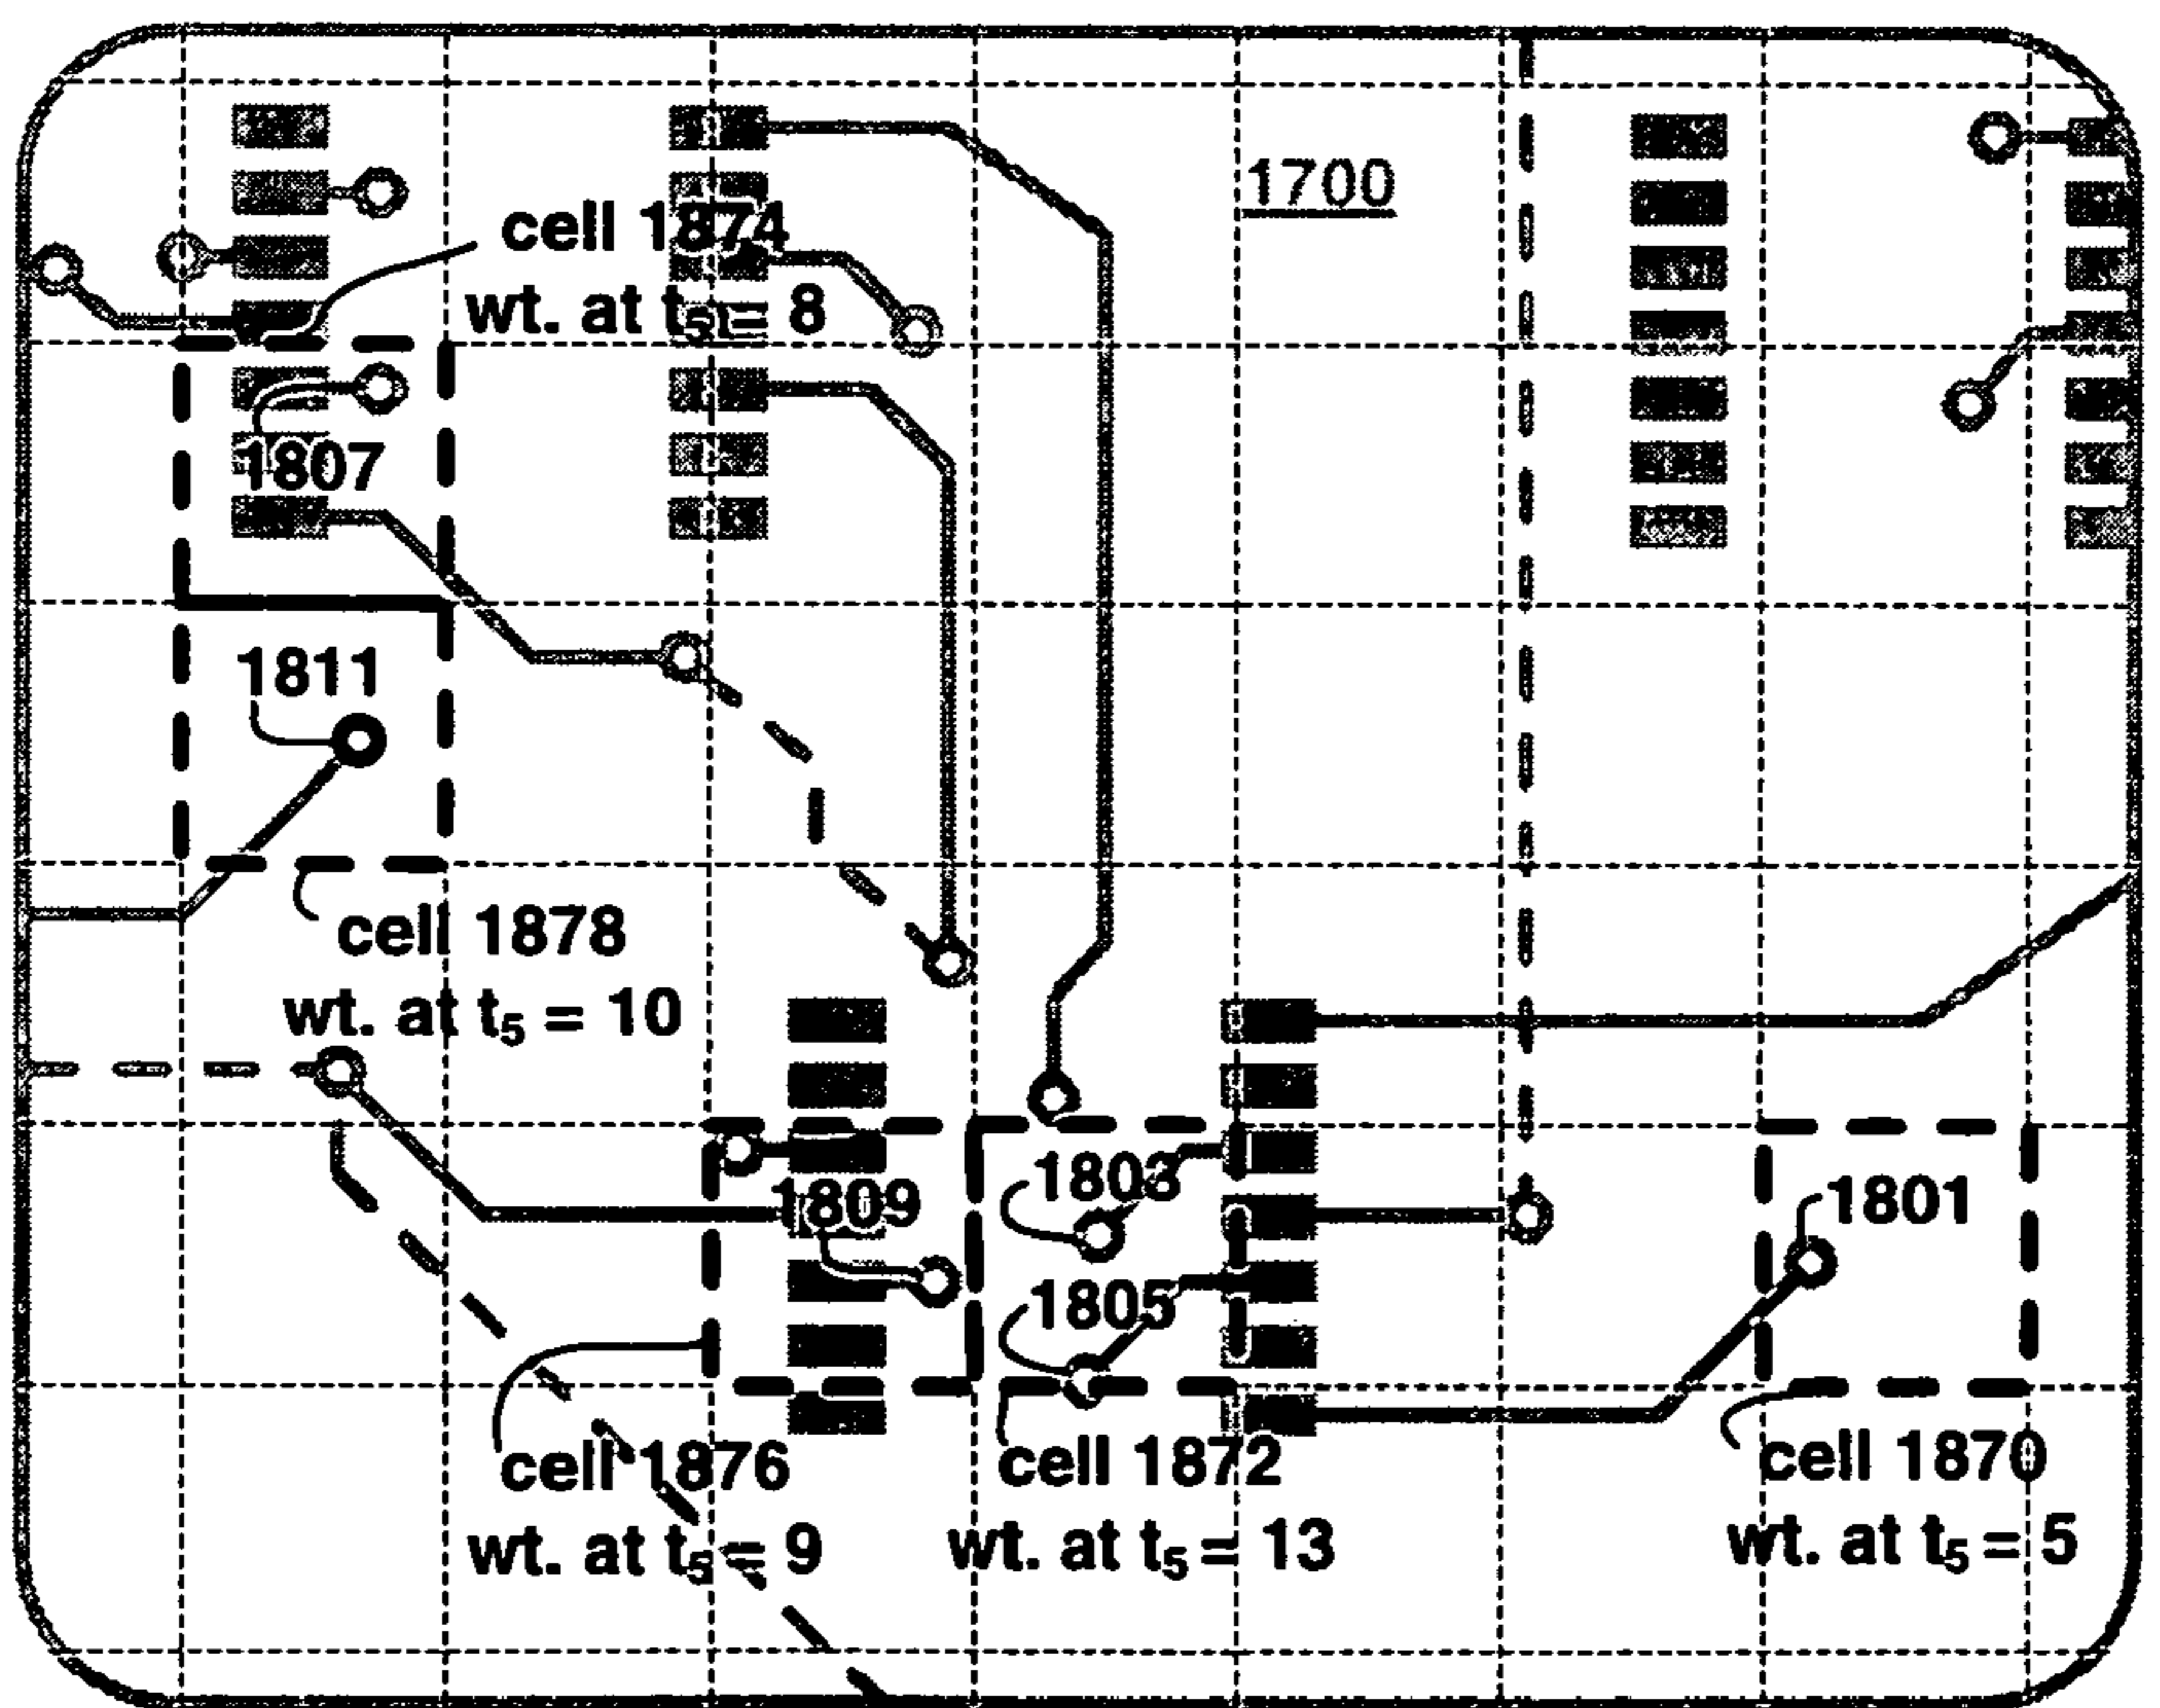 1700
cell 1874
wt. at t₅ = 8
1807
1811
cell 1878
wt. at t₅ = 10
1803
1801
1809
1805
cell 1876
wt. at t₅ = 9
cell 1872
wt. at t₅ = 13
cell 1870
wt. at t₅ = 5